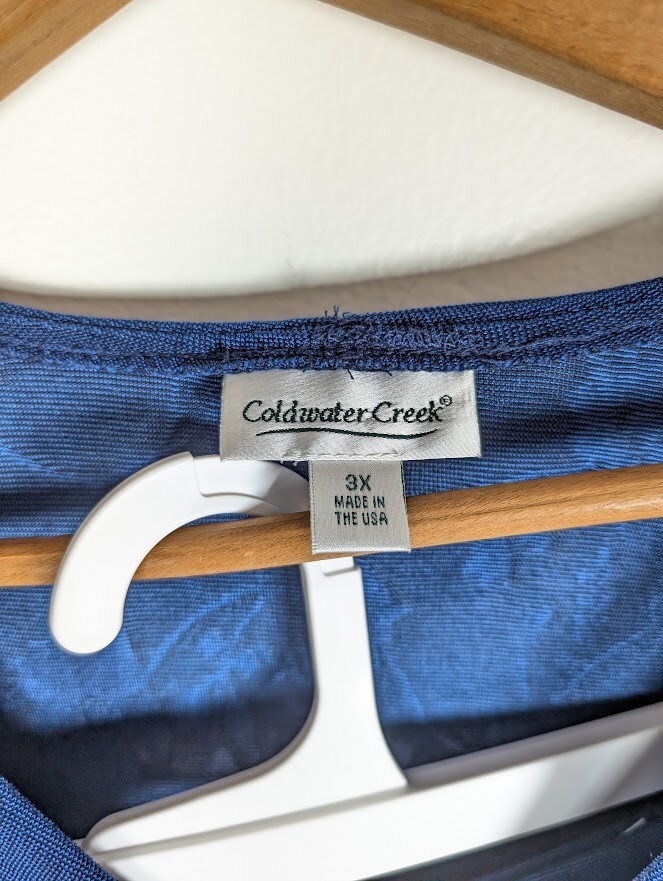 Coldwater Creek®
3X
MADE IN
THE USA